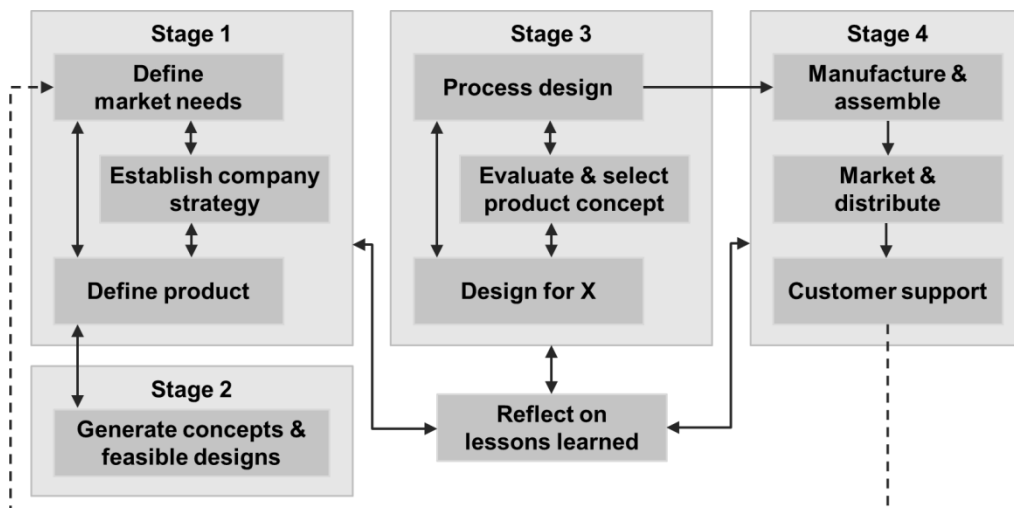 Stage 1
Define
market needs
Establish company
strategy
Define product
Stage 2
Generate concepts &
feasible designs
Stage 3
Process design
Evaluate & select
product concept
Design for X
Reflect on
lessons learned
Stage 4
Manufacture &
assemble
Market &
distribute
Customer support